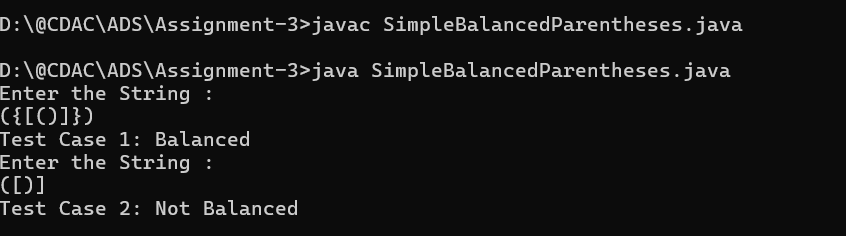 D:\@CDAC\ADS\Assignment-3>javac SimpleBalancedParentheses.java
D:\@CDAC\ADS\Assignment-3>java SimpleBalancedParentheses.java
Enter the String :
({[()]})
Test Case 1: Balanced
Enter the String :
([)]
Test Case 2: Not Balanced